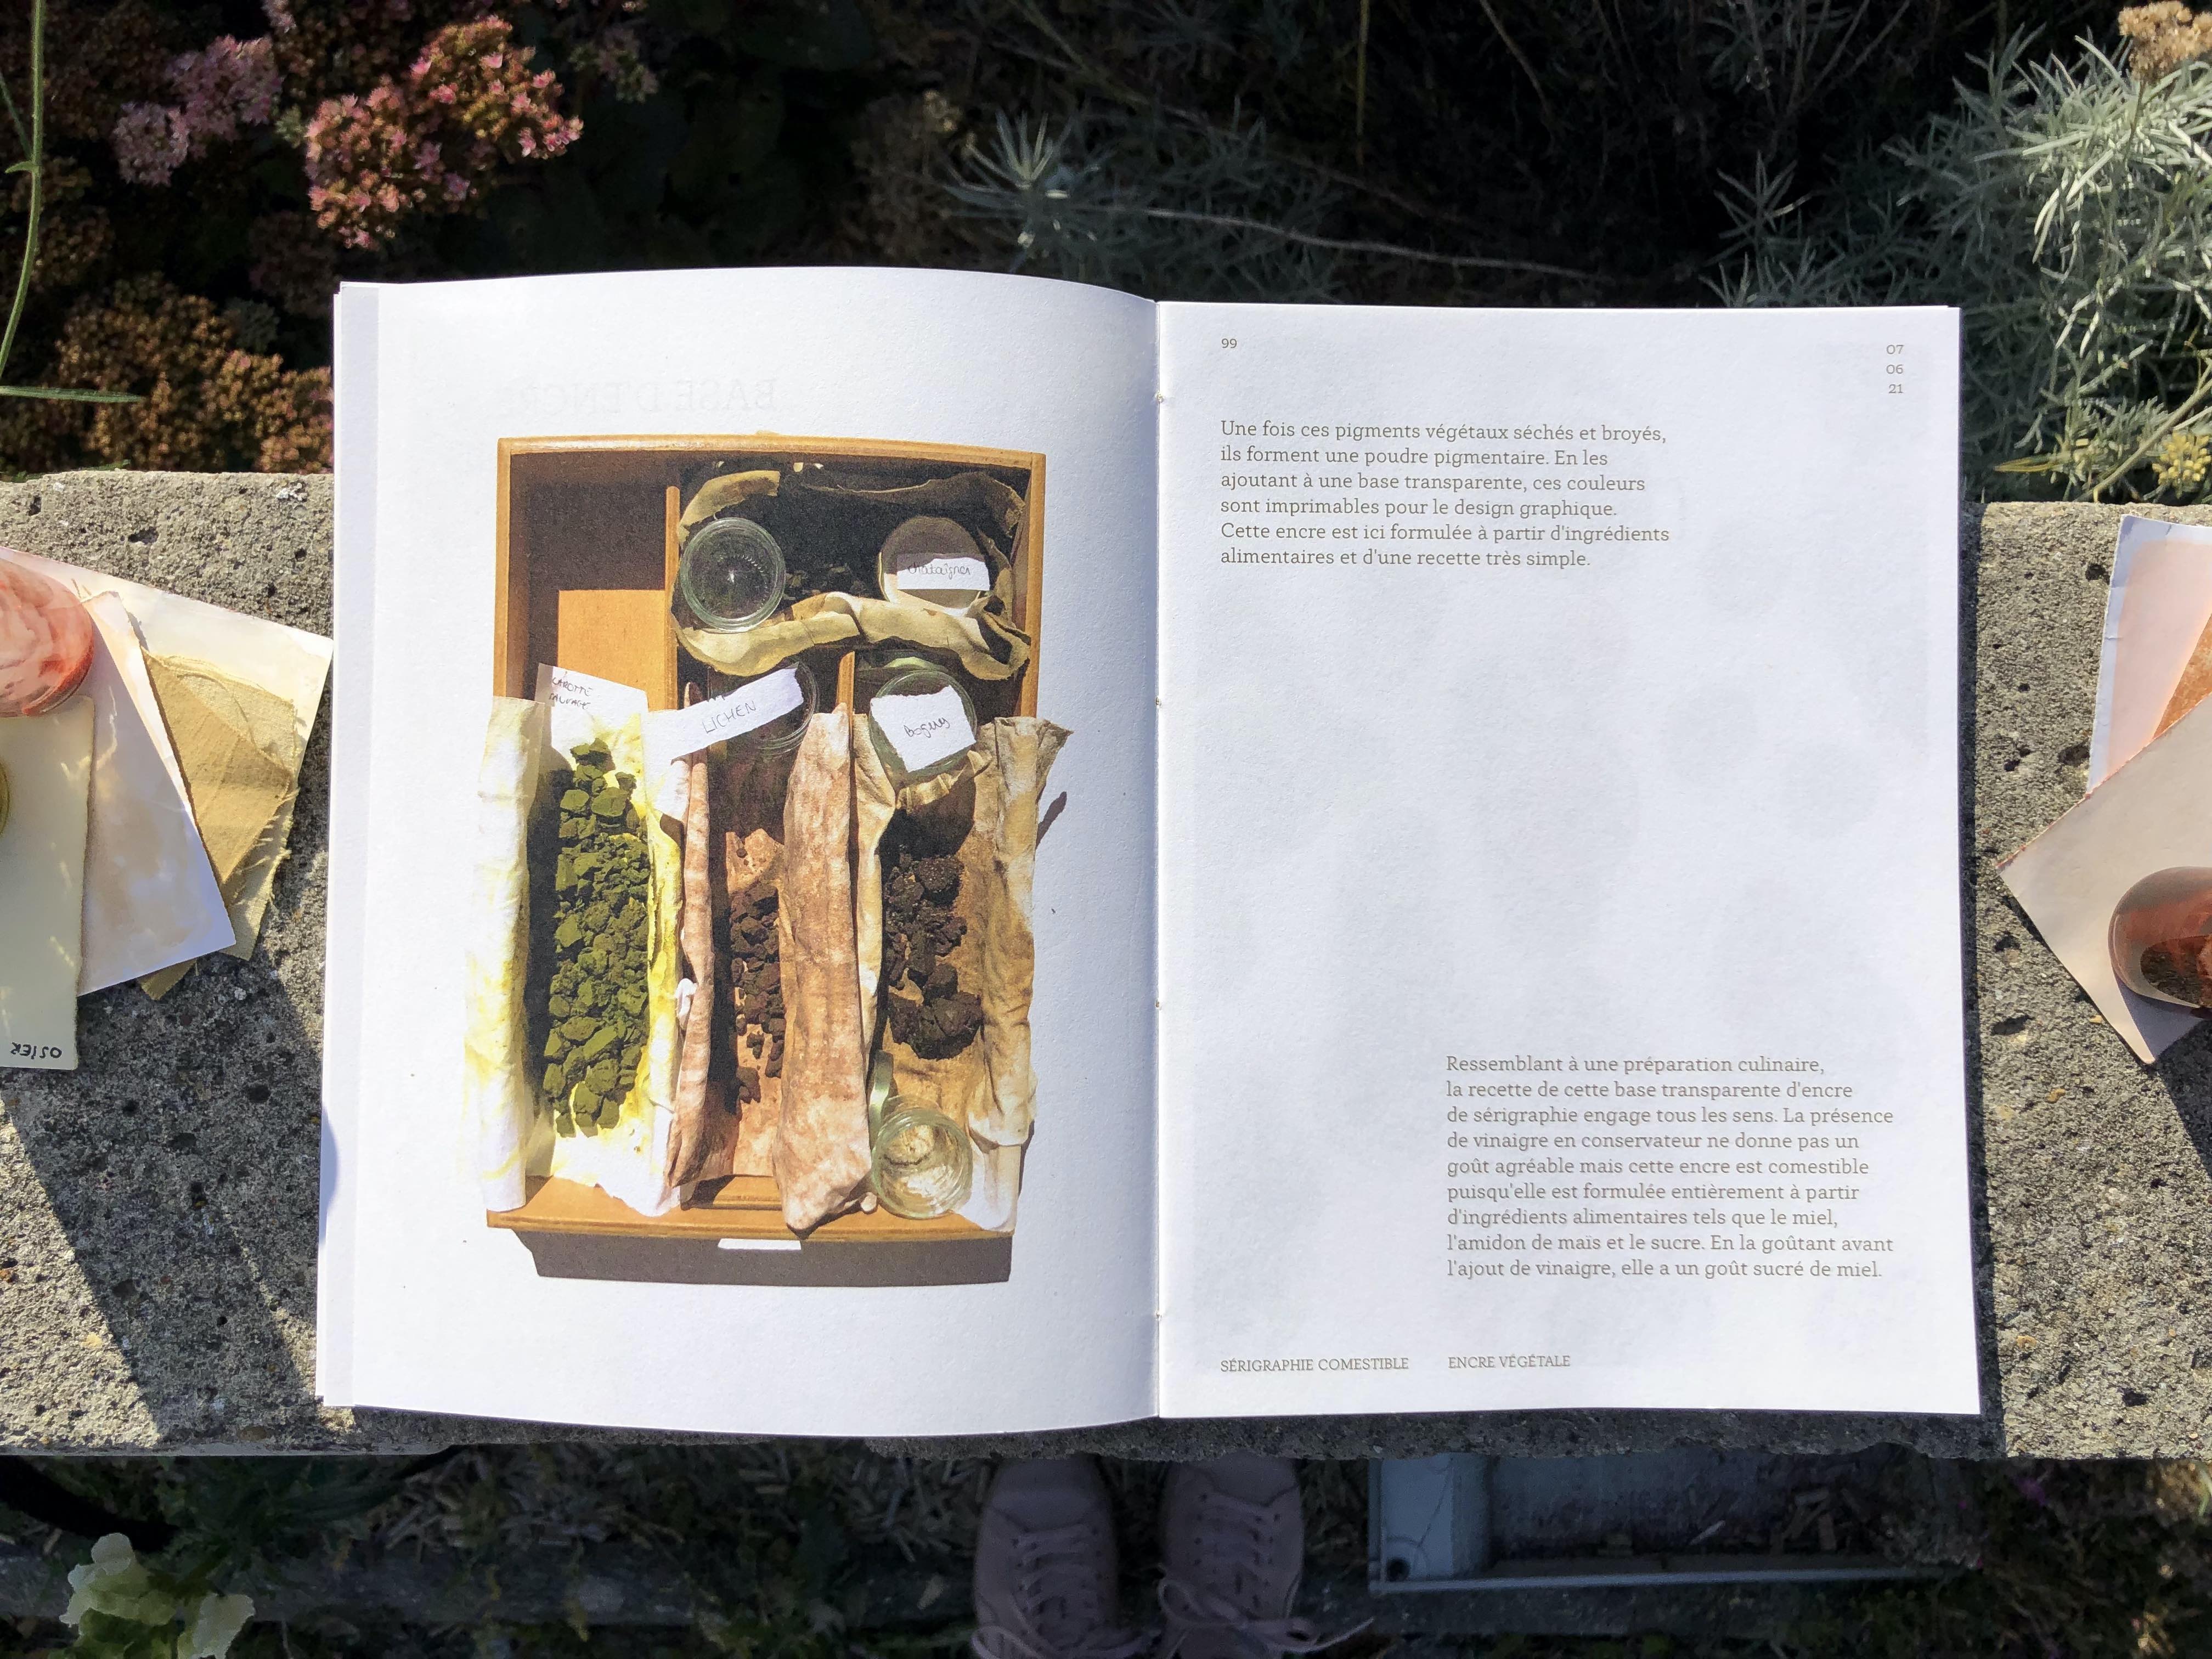 BASE D'ENCRE
châtaignes
CAROTTE
SAUVAGE
LICHEN
OSIER
99
07
06
21
Une fois ces pigments végétaux séchés et broyés,
ils forment une poudre pigmentaire. En les
ajoutant à une base transparente, ces couleurs
sont imprimables pour le design graphique.
Cette encre est ici formulée à partir d'ingrédients
alimentaires et d'une recette très simple.
Ressemblant à une préparation culinaire,
la recette de cette base transparente d'encre
de sérigraphie engage tous les sens. La présence
de vinaigre en conservateur ne donne pas un
goût agréable mais cette encre est comestible
puisqu'elle est formulée entièrement à partir
d'ingrédients alimentaires tels que le miel,
l'amidon de maïs et le sucre. En la goûtant avant
l'ajout de vinaigre, elle a un goût sucré de miel.
SÉRIGRAPHIE COMESTIBLE ENCRE VÉGÉTALE